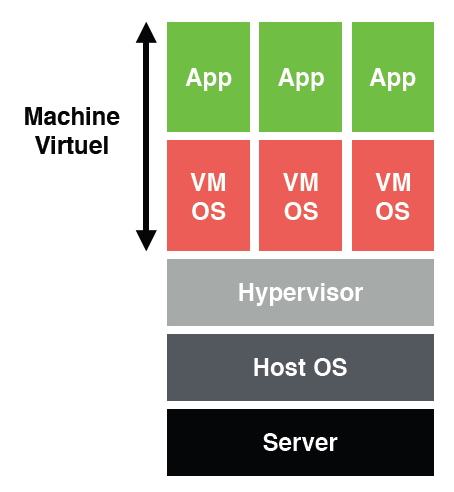 App App App
Machine
Virtuel
VM VM VM
OS OS OS
Hypervisor
Host OS
Server